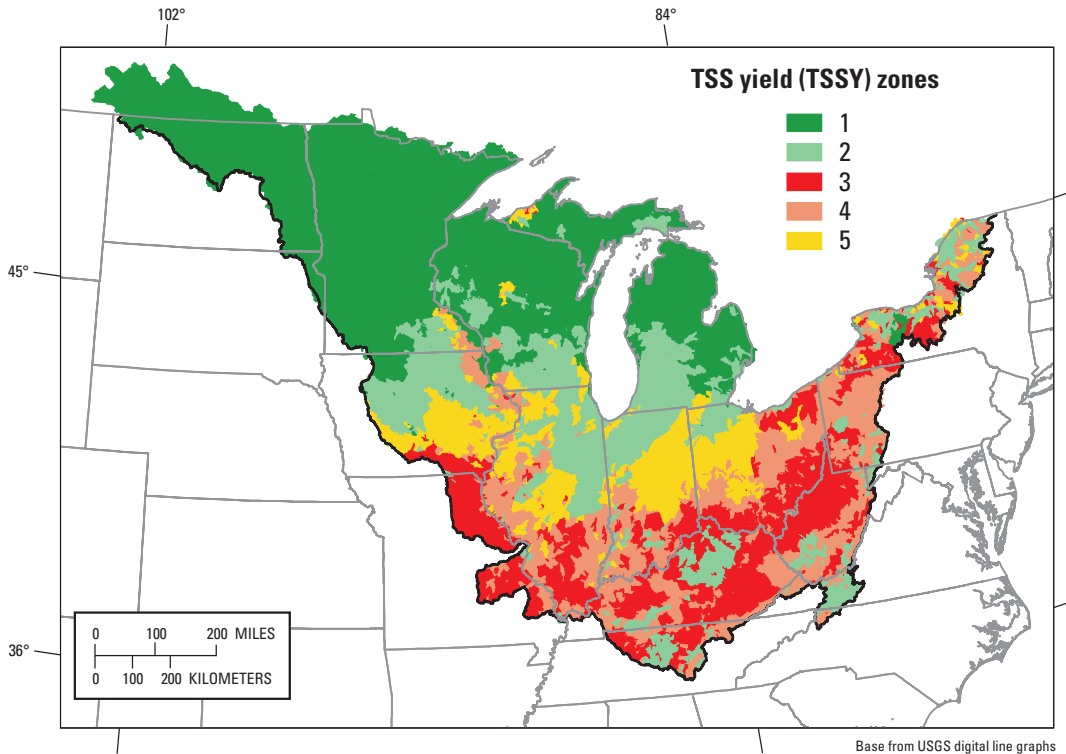 102°
84°
TSS yield (TSSY) zones
1
2
3
4
5
45°
36°
0 100 200 MILES
0 100 200 KILOMETERS
Base from USGS digital line graphs